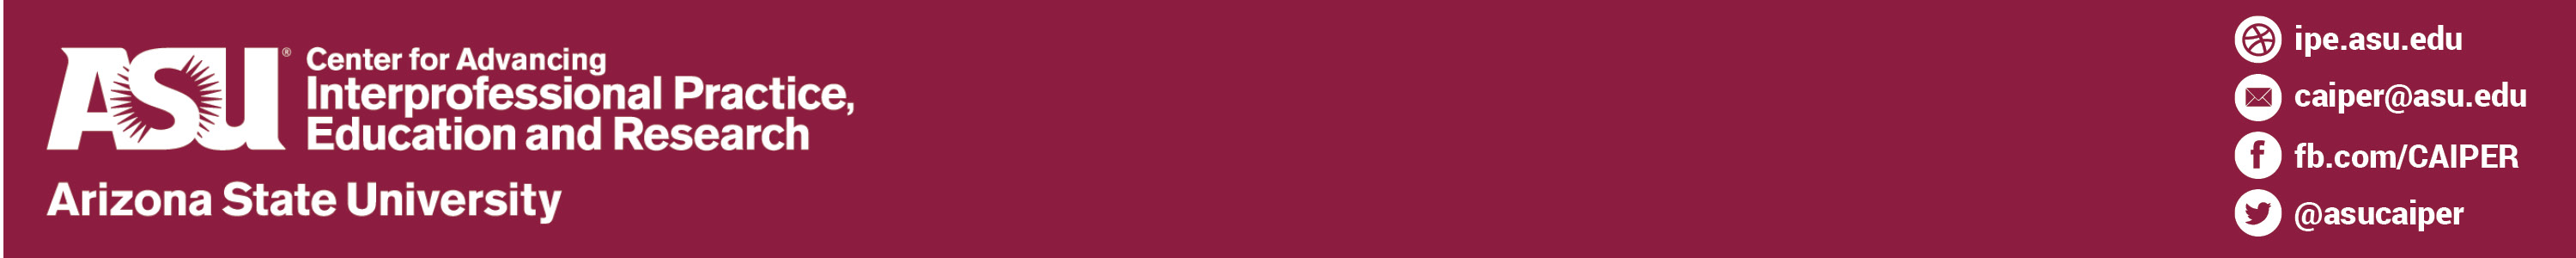 ASU®
Center for Advancing
Interprofessional Practice,
Education and Research
Arizona State University
ipe.asu.edu
caiper@asu.edu
fb.com/CAIPER
@asucaiper